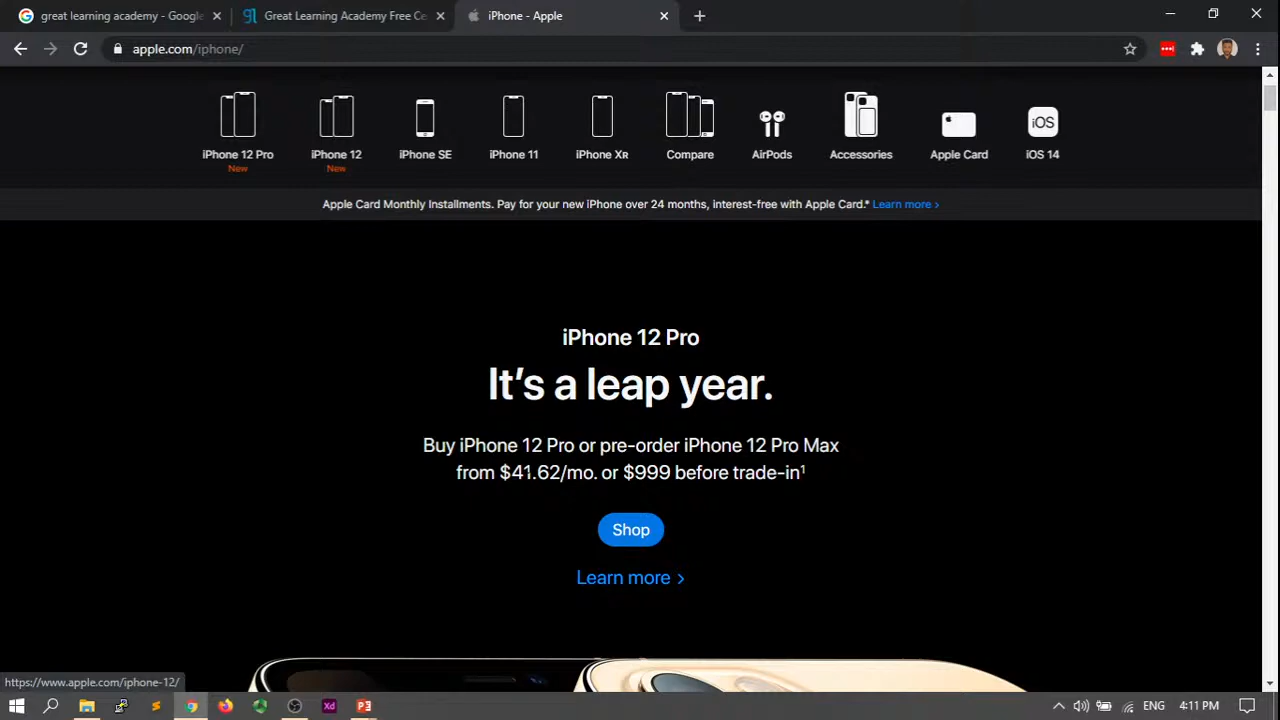 great learning academy - Google
Great Learning Academy Free Ce
iPhone - Apple
apple.com/iphone/
iPhone 12 Pro
New
iPhone 12
New
iPhone SE
iPhone 11
iPhone XR
Compare
AirPods
Accessories
Apple Card
iOS
iOS 14
Apple Card Monthly Installments. Pay for your new iPhone over 24 months, interest-free with Apple Card.* Learn more >
iPhone 12 Pro
It's a leap year.
Buy iPhone 12 Pro or pre-order iPhone 12 Pro Max
from $41.62/mo. or $999 before trade-in¹
Shop
Learn more >
https://www.apple.com/iphone-12/
ENG 4:11 PM